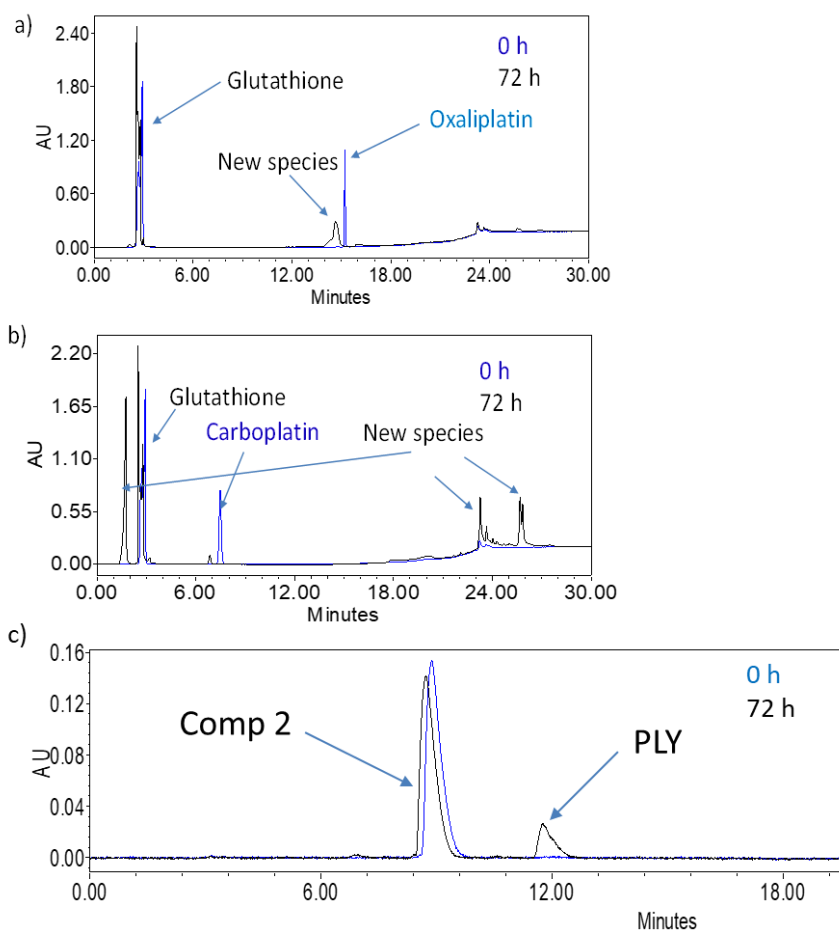 a)
2.40
1.80
1.20
0.60
0.00
AU
0 h
72 h
Glutathione
Oxaliplatin
New species
0.00 6.00 12.00 18.00 24.00 30.00
Minutes
b)
2.20
1.65
1.10
0.55
0.00
AU
0 h
72 h
Glutathione
Carboplatin
New species
0.00 6.00 12.00 18.00 24.00 30.00
Minutes
c)
0.16
0.12
0.08
0.04
0.00
AU
0 h
72 h
Comp 2
PLY
0.00 6.00 12.00 18.00
Minutes